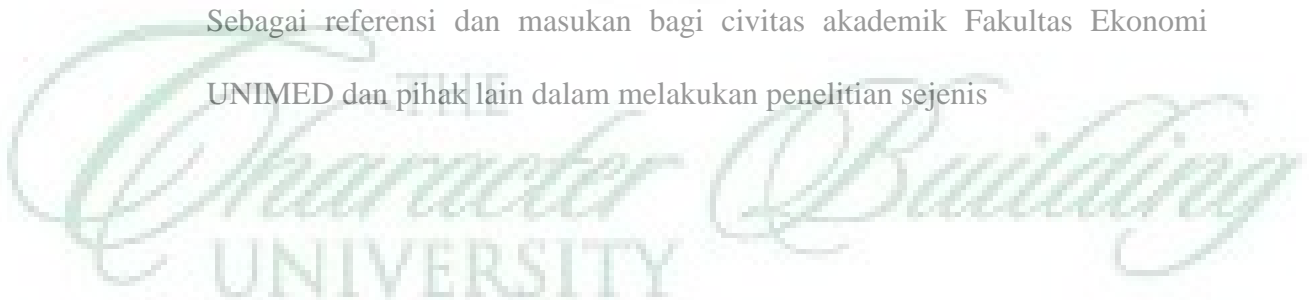 Sebagai referensi dan masukan bagi civitas akademik Fakultas Ekonomi
UNIMED dan pihak lain dalam melakukan penelitian sejenis
THE
Character Building
UNIVERSITY